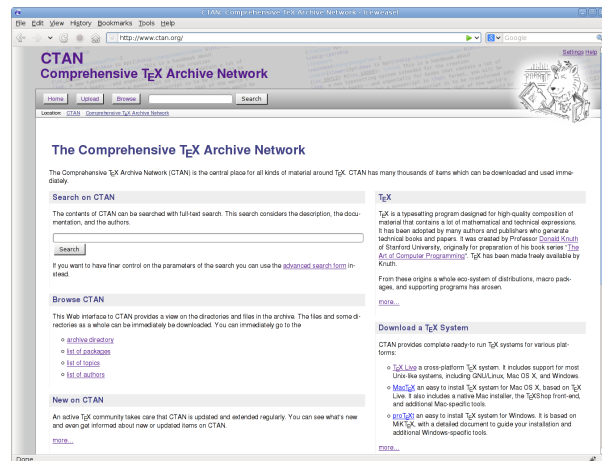 CTAN: Comprehensive TeX Archive Network - Iceweasel
File Edit View History Bookmarks Tools Help
http://www.ctan.org/
Google
CTAN
Comprehensive TEX Archive Network
Settings Help
Home Upload Browse Search
Location: CTAN Comprehensive TEX Archive Network
The Comprehensive TEX Archive Network
The Comprehensive TEX Archive Network (CTAN) is the central place for all kinds of material around TEX. CTAN has many thousands of items which can be downloaded and used imme-
diately.
Search on CTAN
The contents of CTAN can be searched with full-text search. This search considers the description, the docu-
mentation, and the authors.
Search
If you want to have finer control on the parameters of the search you can use the advanced search form in-
stead.
Browse CTAN
This Web interface to CTAN provides a view on the directories and files in the archive. The files and some di-
rectories as a whole can be immediately be downloaded. You can immediately go to the
archive directory
list of packages
list of topics
list of authors
New on CTAN
An active TEX community takes care that CTAN is updated and extended regularly. You can see what's new
and even get informed about new or updated items on CTAN.
more...
TEX
TEX is a typesetting program designed for high-quality composition of
material that contains a lot of mathematical and technical expressions.
It has been adopted by many authors and publishers who generate
technical books and papers. It was created by Professor Donald Knuth
of Stanford University, originally for preparation of his book series "The
Art of Computer Programming". TEX has been made freely available by
Knuth.
From these origins a whole eco-system of distributions, macro pack-
ages, and supporting programs has arosen.
more...
Download a TEX System
CTAN provides complate ready-to run TEX systems for various plat-
forms:
TEX Live a cross-platform TEX system. It includes support for most
Unix-like systems, including GNU/Linux, Mac OS X, and Windows.
MacTEX an easy to install TEX system for Mac OS X, based on TEX
Live. It also includes a native Mac installer, the TEXShop front-end,
and additional Mac-specific tools.
proTEXt an easy to install TEX system for Windows. It is based on
MiKTEX, with a detailed document to guide your installation and
additional Windows-specific tools.
more...
Done